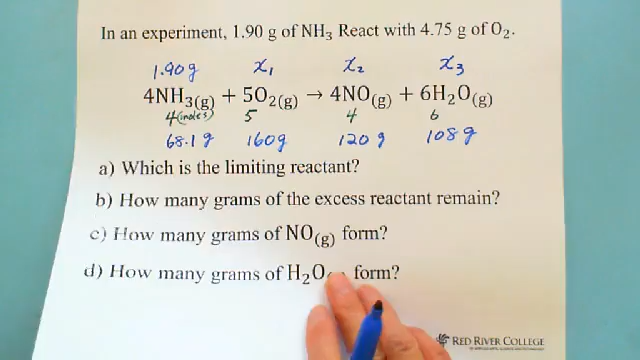 In an experiment, 1.90 g of NH₃ React with 4.75 g of O₂.
1.90g x₁ x₂ x₃
4NH₃(g) + 5O₂(g) → 4NO(g) + 6H₂O(g)
4(moles) 5 4 6
68.1 g 160g 120 g 108 g
a) Which is the limiting reactant?
b) How many grams of the excess reactant remain?
c) How many grams of NO(g) form?
d) How many grams of H₂O form?
RED RIVER COLLEGE